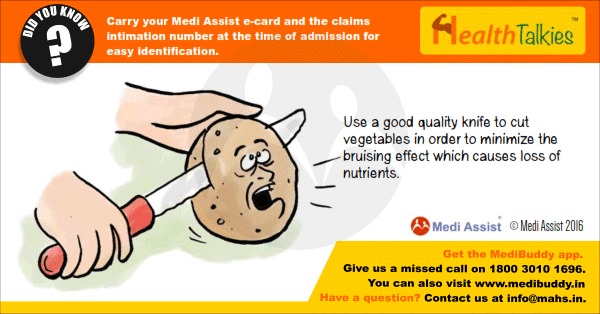 DID YOU KNOW
?
Carry your Medi Assist e-card and the claims
intimation number at the time of admission for
easy identification.
HealthTalkies™
Use a good quality knife to cut
vegetables in order to minimize the
bruising effect which causes loss of
nutrients.
Medi Assist® © Medi Assist 2016
Get the MediBuddy app.
Give us a missed call on 1800 3010 1696.
You can also visit www.medibuddy.in
Have a question? Contact us at info@mahs.in.